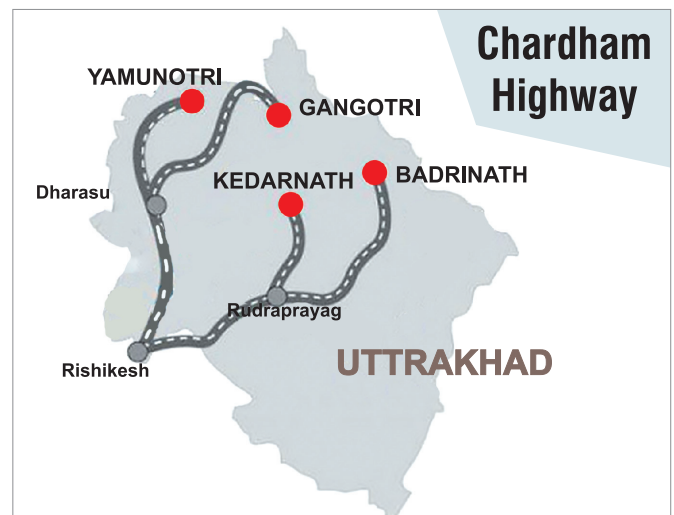 Chardham
Highway
YAMUNOTRI
GANGOTRI
KEDARNATH
BADRINATH
Dharasu
Rudraprayag
Rishikesh
UTTRAKHAD